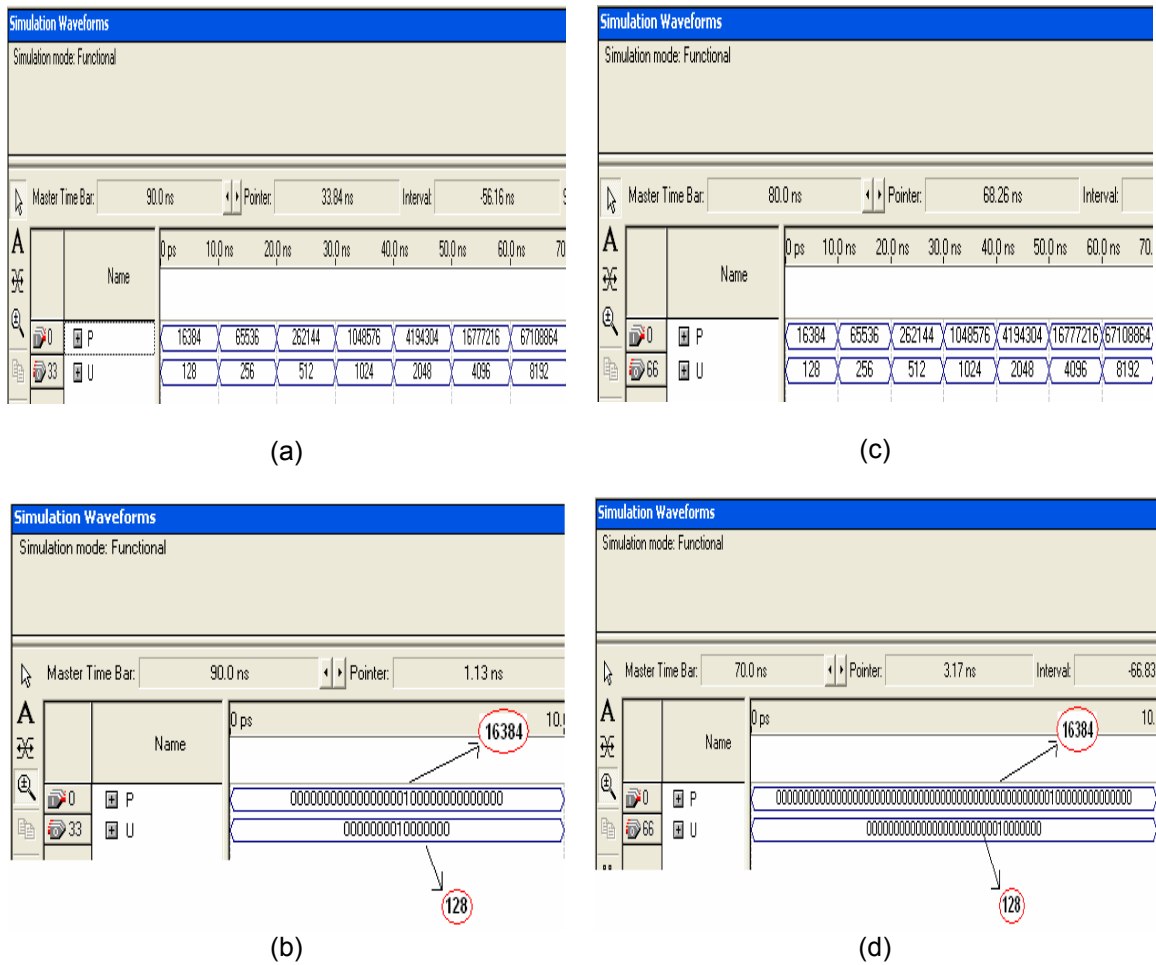 Simulation Waveforms
Simulation mode: Functional
Master Time Bar: 90.0 ns Pointer: 33.84 ns Interval: -56.16 ns S
A Name 0 ps 10.0 ns 20.0 ns 30.0 ns 40.0 ns 50.0 ns 60.0 ns 70
0 P 16384 65536 262144 1048576 4194304 16777216 67108864
33 U 128 256 512 1024 2048 4096 8192
(a)
Simulation Waveforms
Simulation mode: Functional
Master Time Bar: 80.0 ns Pointer: 68.26 ns Interval:
A Name 0 ps 10.0 ns 20.0 ns 30.0 ns 40.0 ns 50.0 ns 60.0 ns 70.
0 P 16384 65536 262144 1048576 4194304 16777216 67108864
66 U 128 256 512 1024 2048 4096 8192
(c)
Simulation Waveforms
Simulation mode: Functional
Master Time Bar: 90.0 ns Pointer: 1.13 ns
A Name 0 ps 10.
16384
0 P 00000000000000000100000000000000
33 U 0000000010000000
128
(b)
Simulation Waveforms
Simulation mode: Functional
Master Time Bar: 70.0 ns Pointer: 3.17 ns Interval: -66.83
A Name 0 ps 10.
16384
0 P
66 U
128
(d)